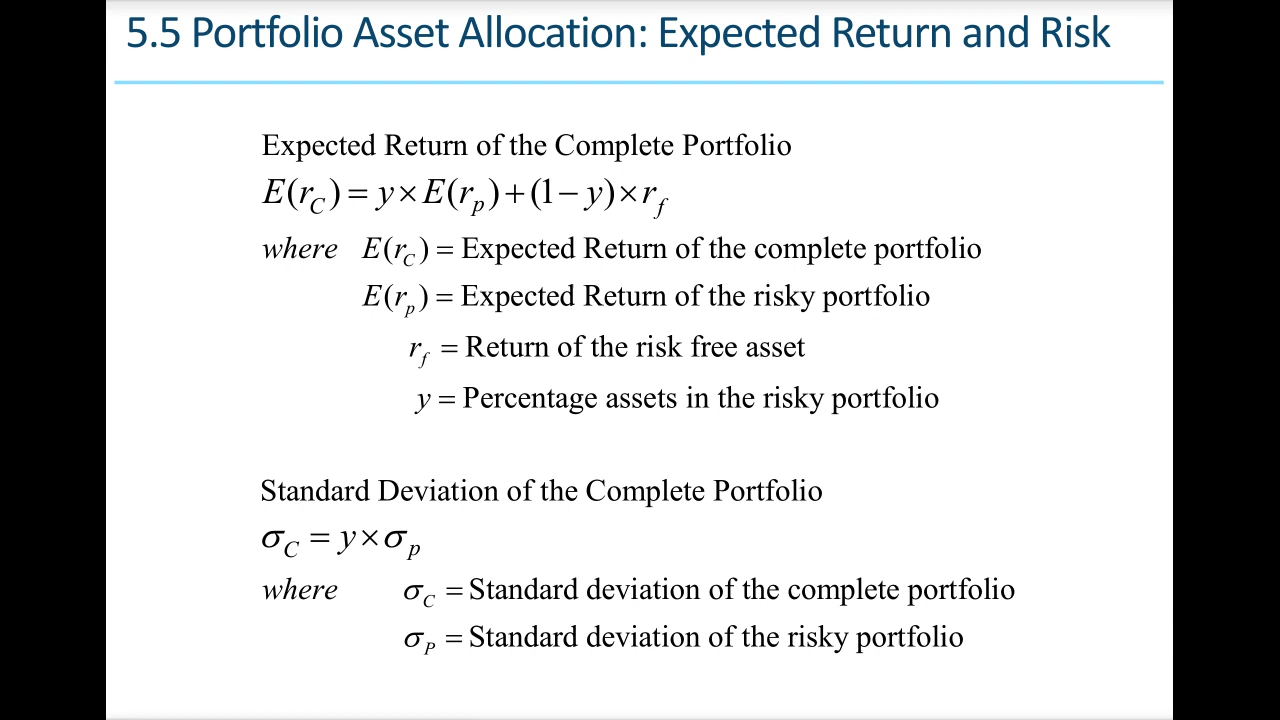 5.5 Portfolio Asset Allocation: Expected Return and Risk
Expected Return of the Complete Portfolio
E(r_C) = y × E(r_p) + (1 − y) × r_f
where E(r_C) = Expected Return of the complete portfolio
E(r_p) = Expected Return of the risky portfolio
r_f = Return of the risk free asset
y = Percentage assets in the risky portfolio
Standard Deviation of the Complete Portfolio
σ_C = y × σ_p
where σ_C = Standard deviation of the complete portfolio
σ_P = Standard deviation of the risky portfolio